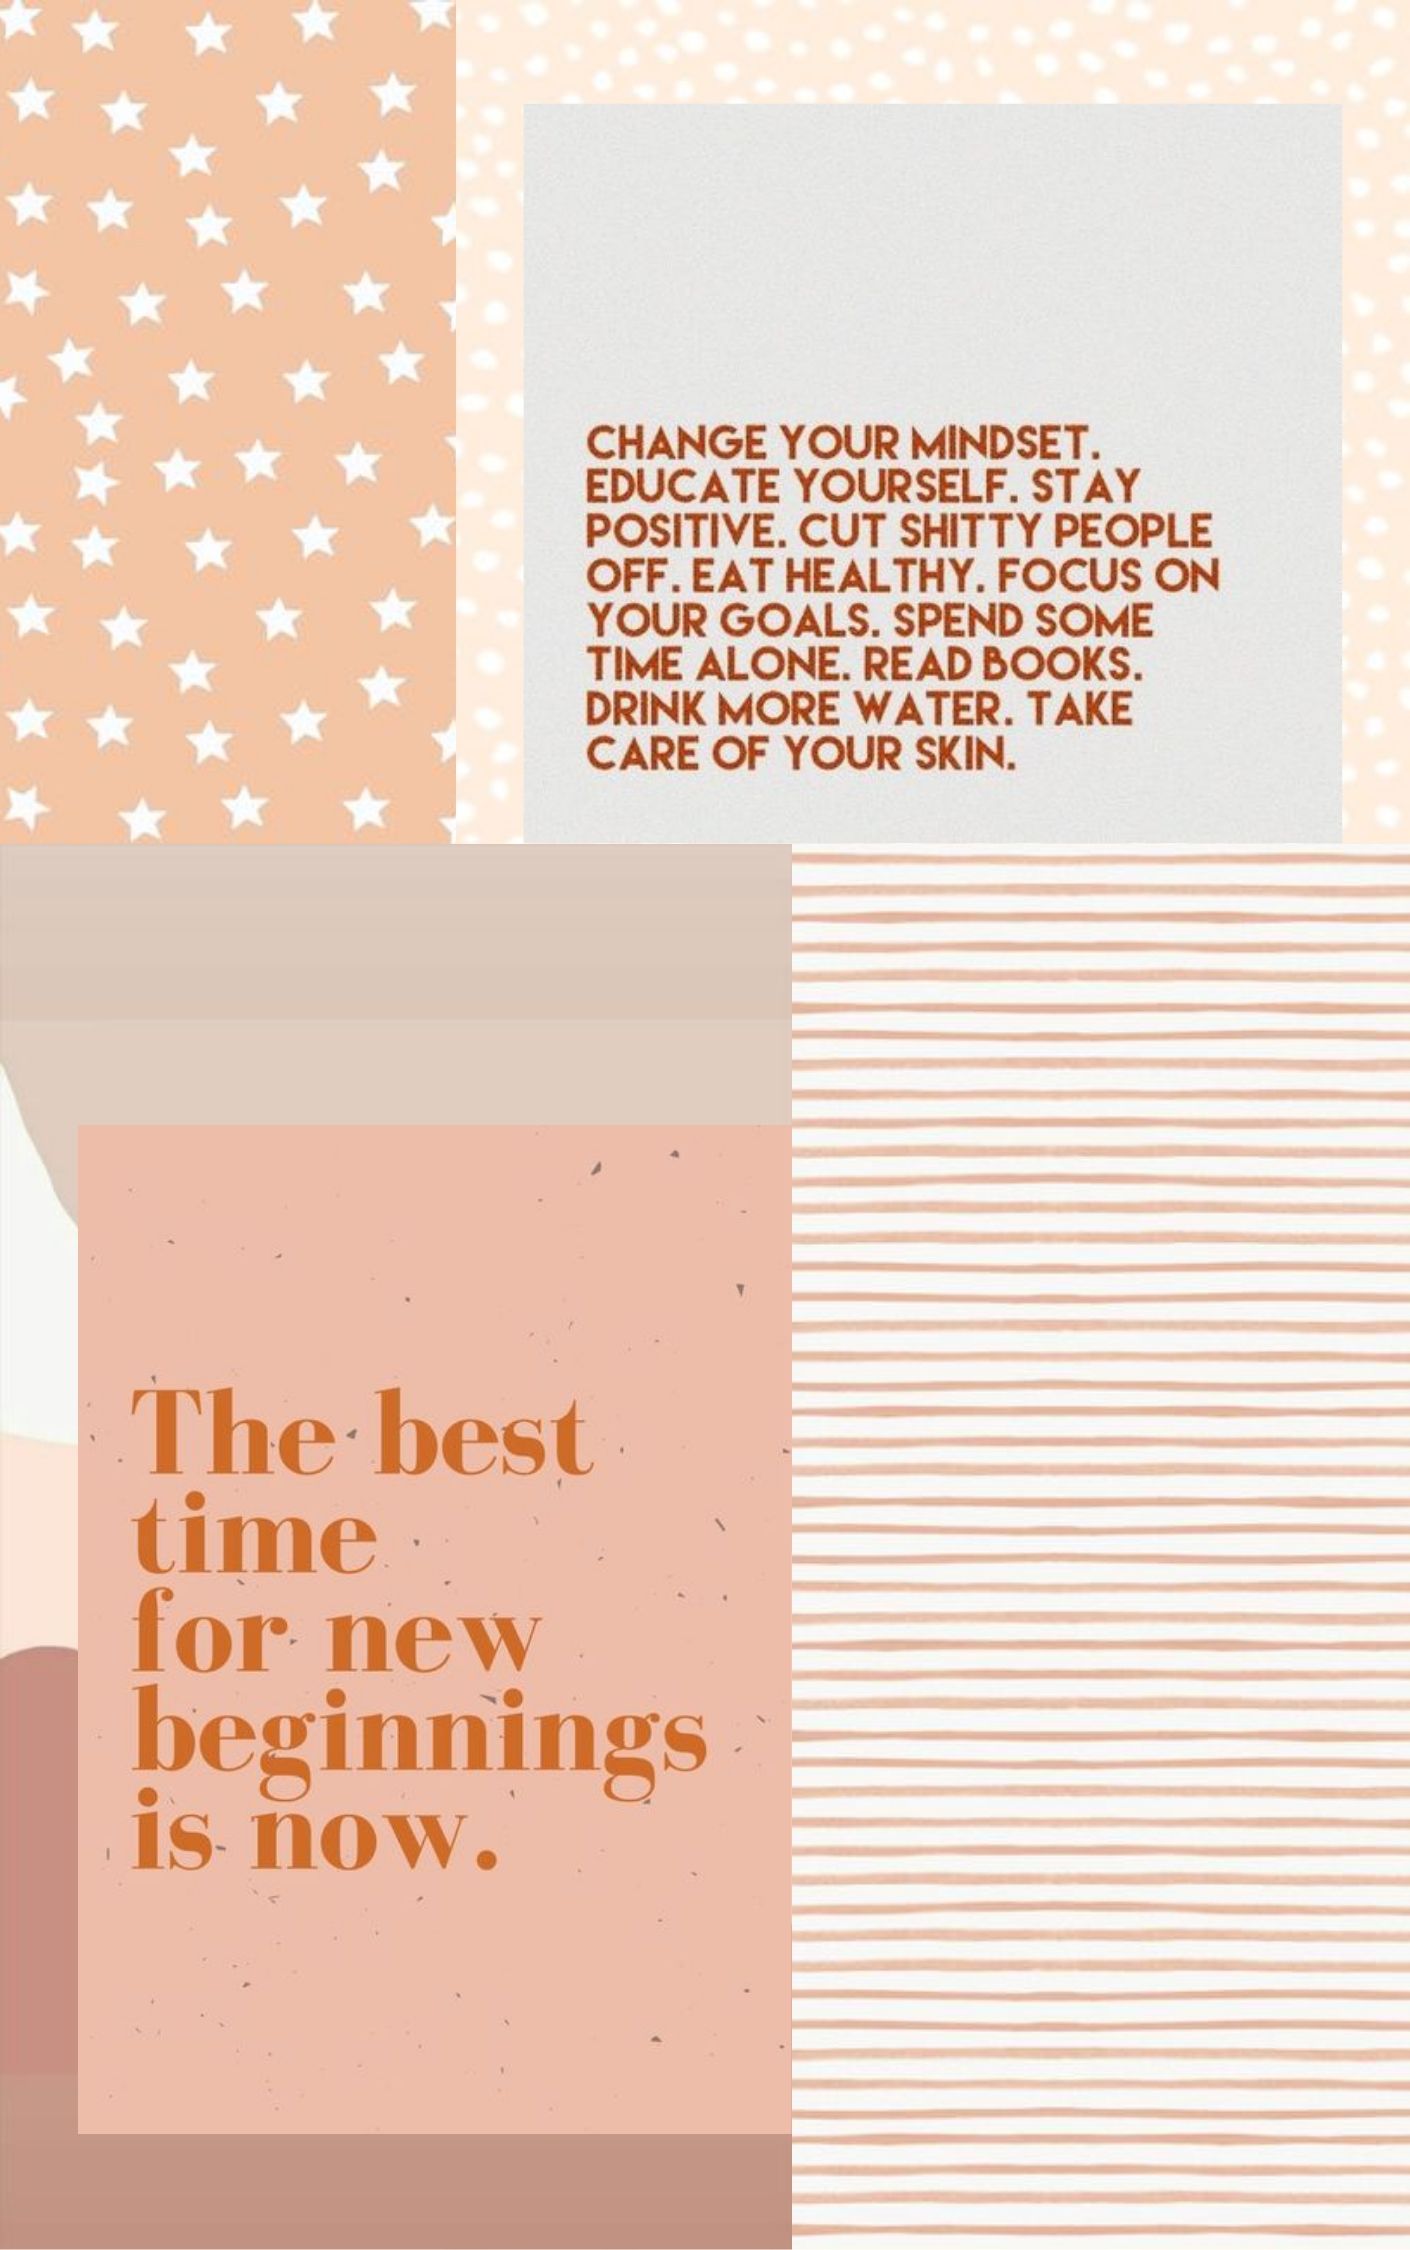 CHANGE YOUR MINDSET.
EDUCATE YOURSELF. STAY
POSITIVE. CUT SHITTY PEOPLE
OFF. EAT HEALTHY. FOCUS ON
YOUR GOALS. SPEND SOME
TIME ALONE. READ BOOKS.
DRINK MORE WATER. TAKE
CARE OF YOUR SKIN.
The best
time
for new
beginnings
is now.